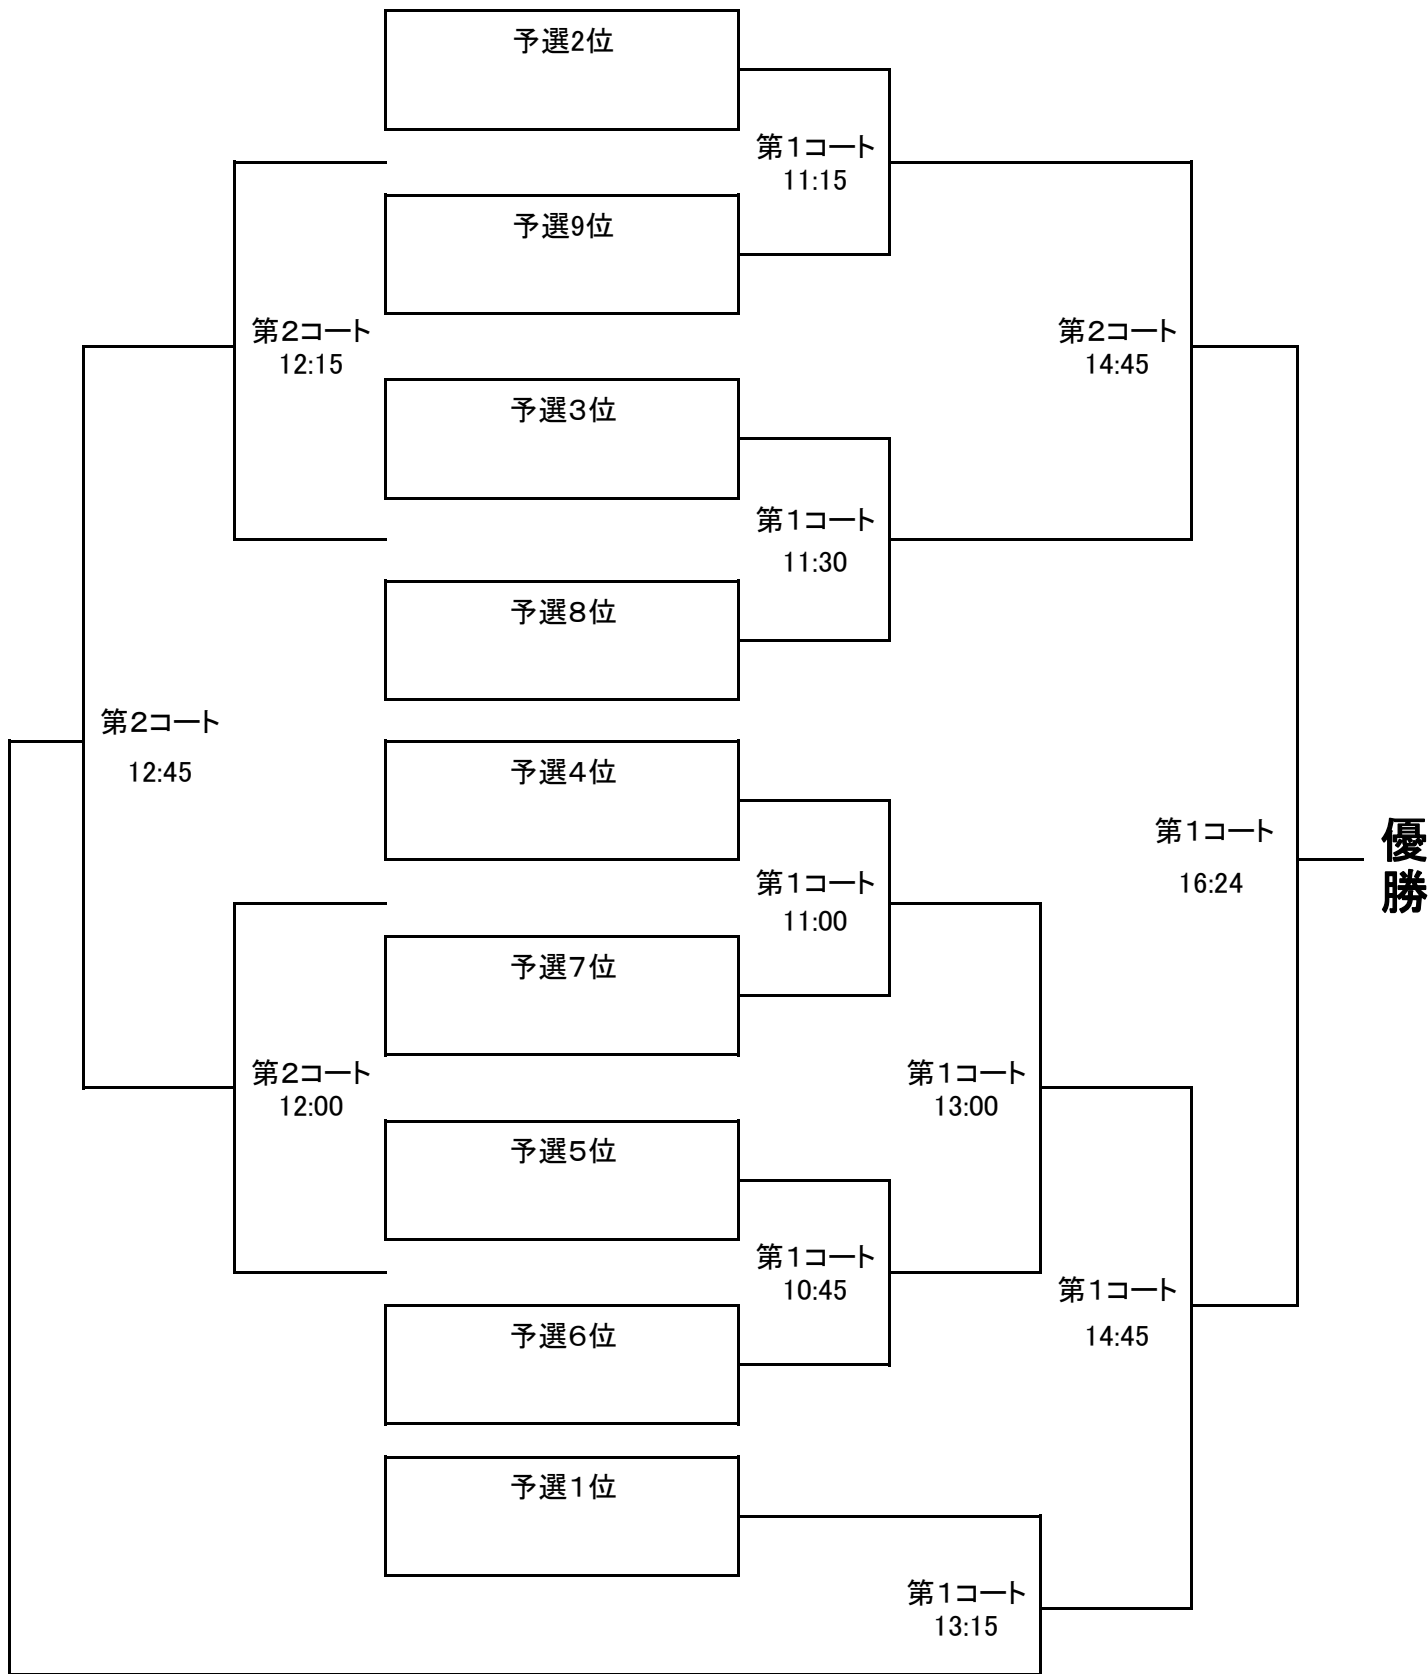 予選2位
第1コート
11:15
予選9位
第2コート
12:15
第2コート
14:45
予選3位
第1コート
11:30
予選8位
第2コート
12:45
予選4位
第1コート
16:24
優
勝
第1コート
11:00
予選7位
第2コート
12:00
第1コート
13:00
予選5位
第1コート
10:45
第1コート
14:45
予選6位
予選1位
第1コート
13:15